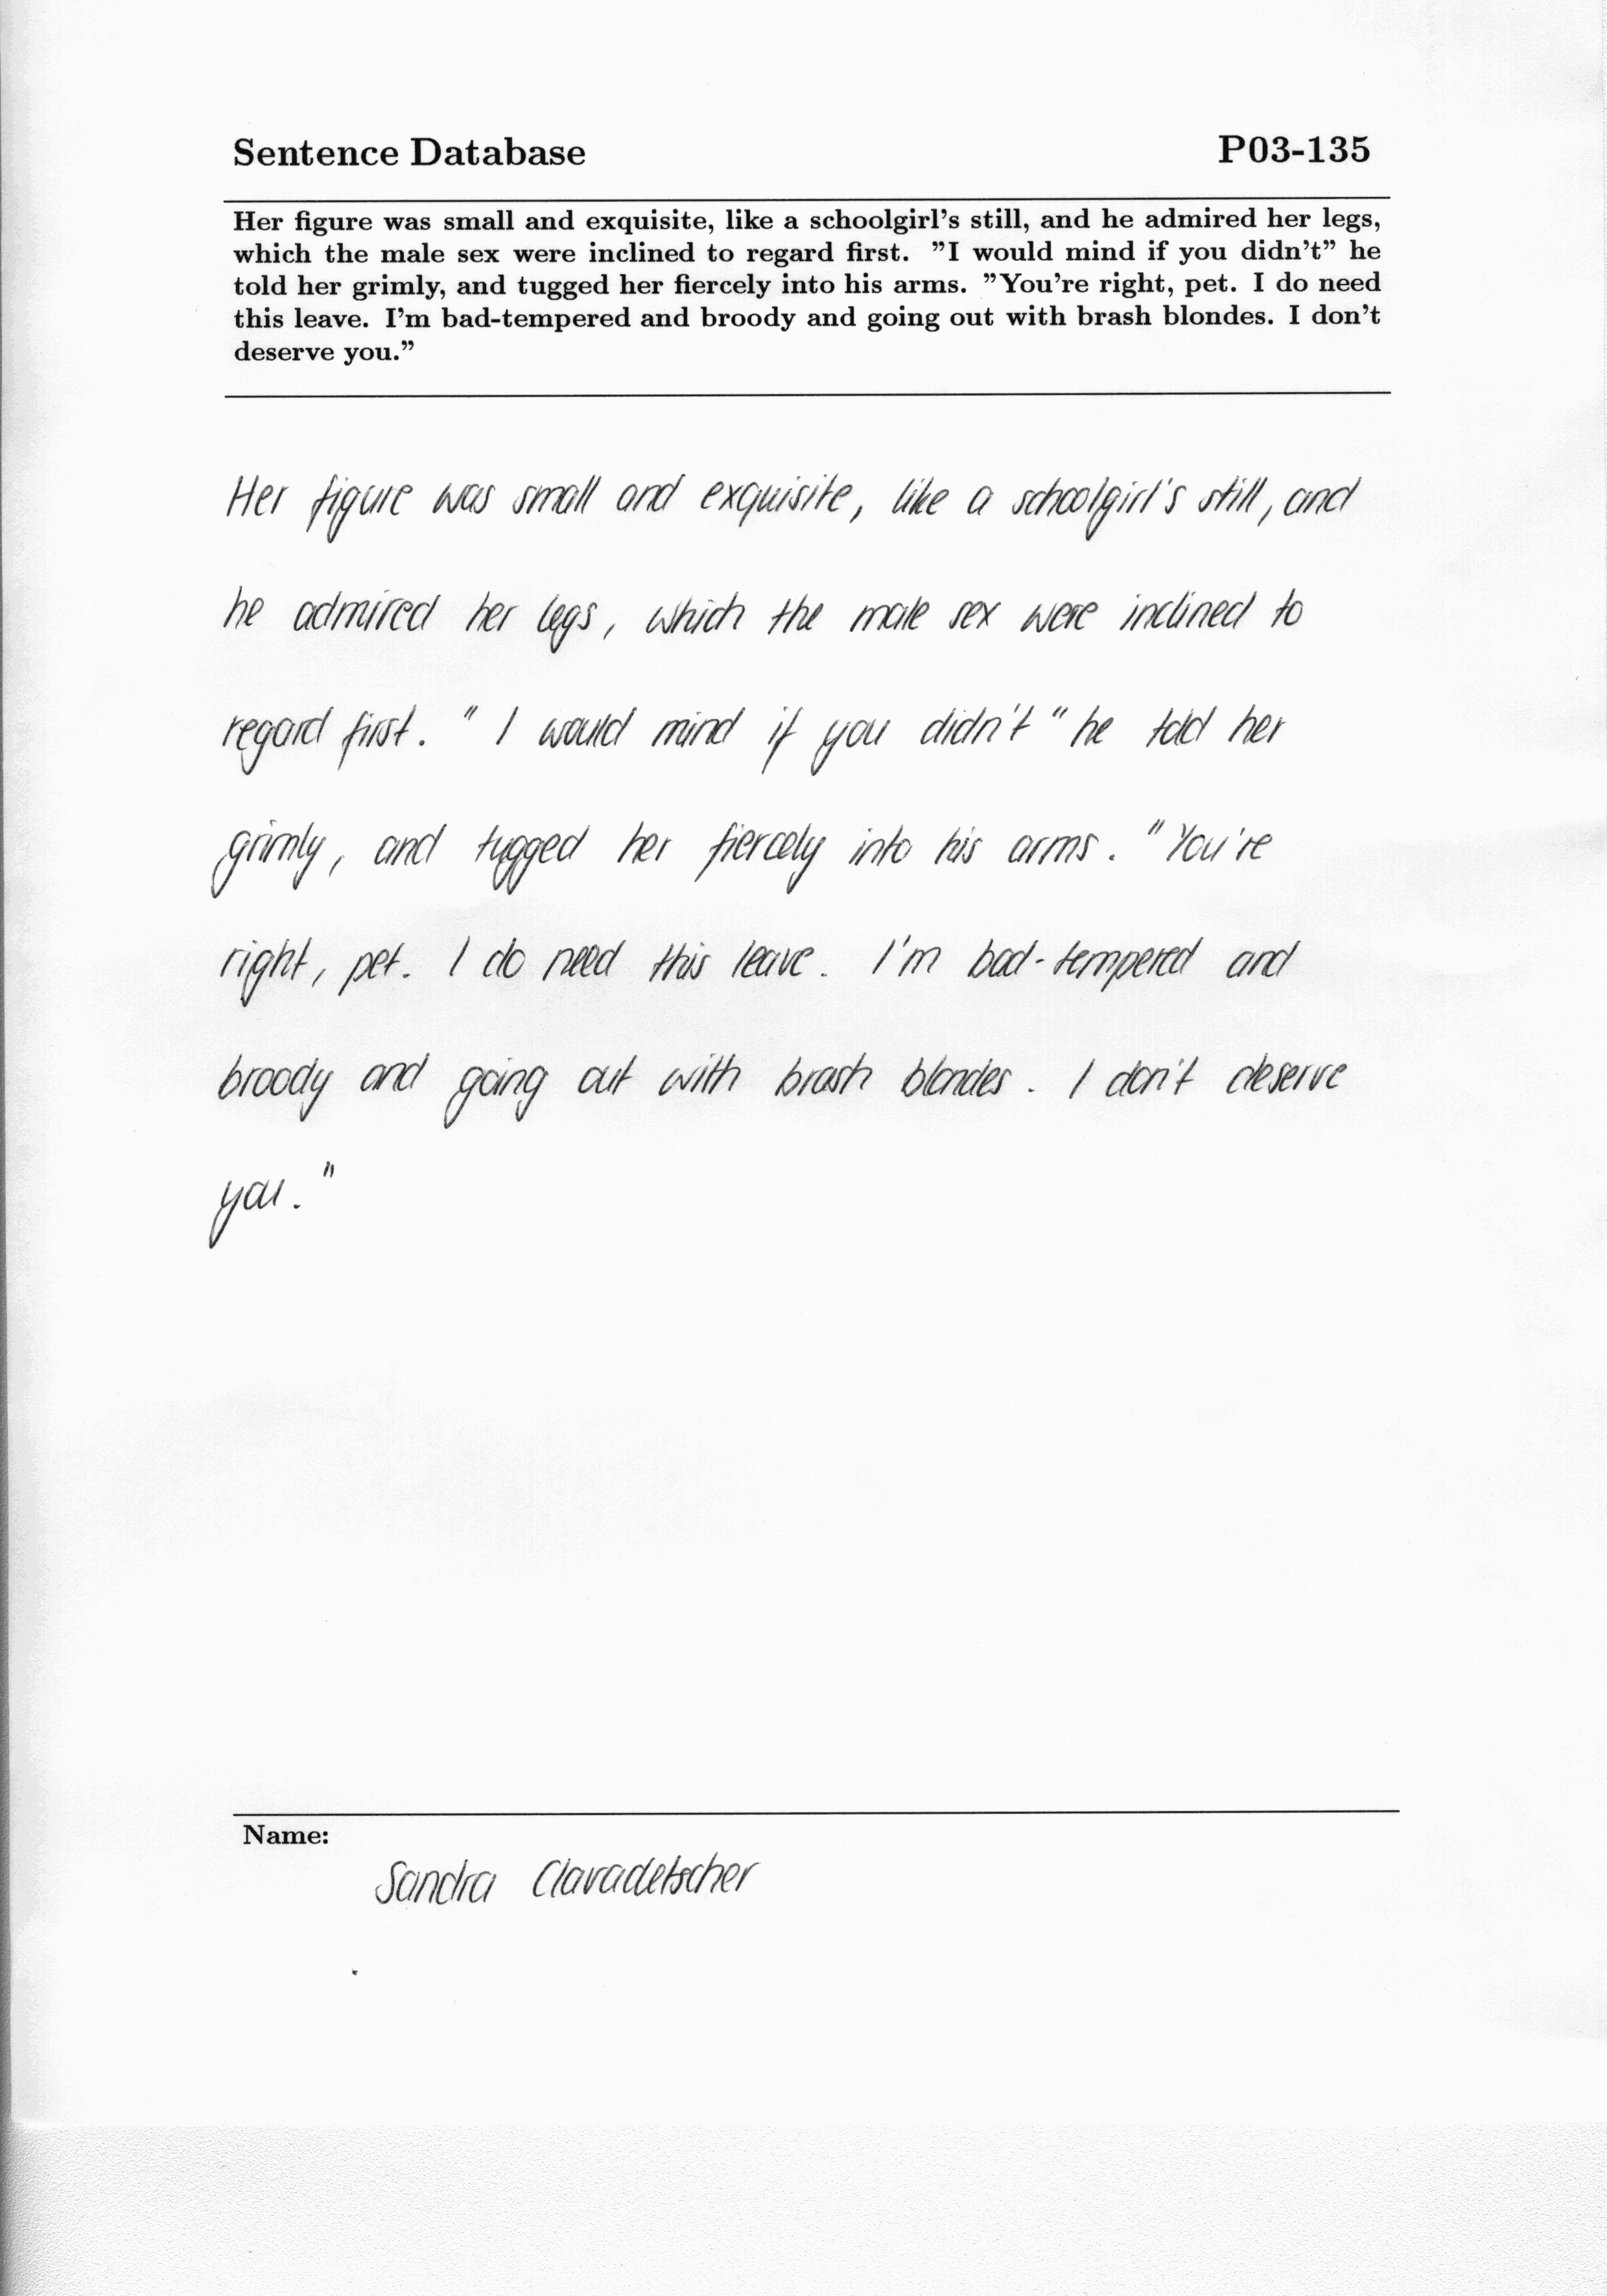 Sentence Database P03-135
Her figure was small and exquisite, like a schoolgirl's still, and he admired her legs,
which the male sex were inclined to regard first. "I would mind if you didn't" he
told her grimly, and tugged her fiercely into his arms. "You're right, pet. I do need
this leave. I'm bad-tempered and broody and going out with brash blondes. I don't
deserve you."
Her figure was small and exquisite, like a schoolgirl's still, and
he admired her legs, which the male sex were inclined to
regard first. " I would mind if you didn't " he told her
grimly, and tugged her fiercely into his arms. " You're
right, pet. I do need this leave. I'm bad-tempered and
broody and going out with brash blondes. I don't deserve
you. "
Name:
Sandra Clavadetscher